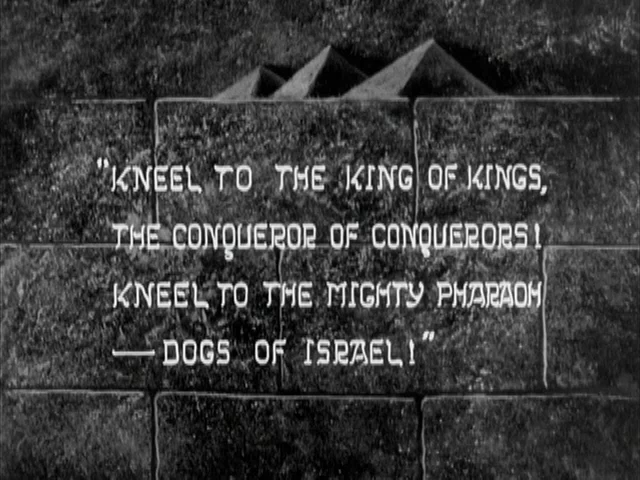 "KNEEL TO THE KING OF KINGS,
THE CONQUEROR OF CONQUERORS!
KNEEL TO THE MIGHTY PHARAOH
— DOGS OF ISRAEL!"